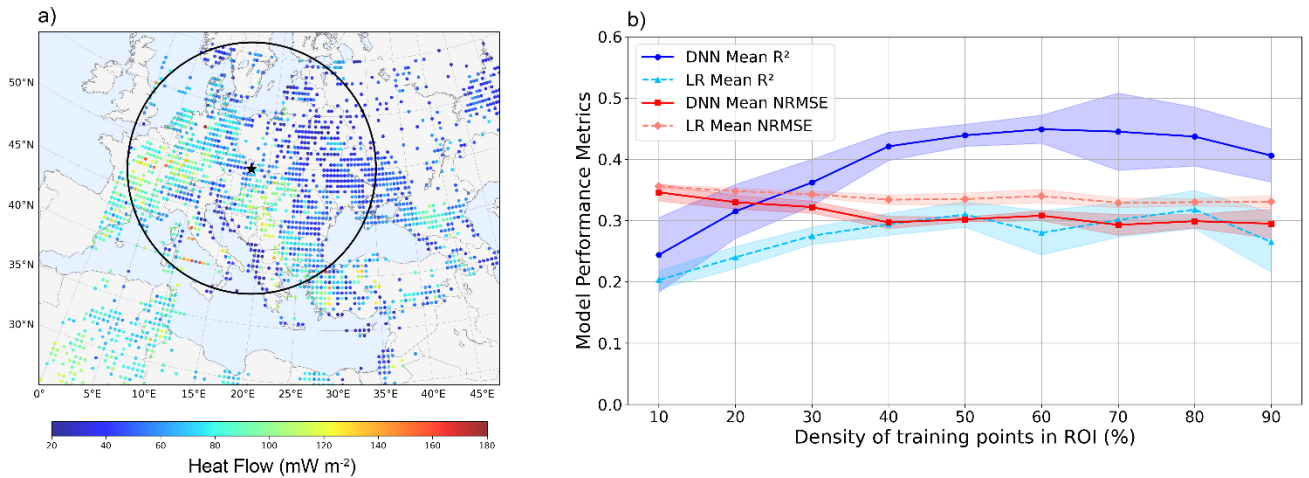 a)
50°N
45°N
40°N
35°N
30°N
0°
5°E
10°E
15°E
20°E
25°E
30°E
35°E
40°E
45°E
20
40
60
80
100
120
140
160
180
Heat Flow (mW m⁻²)
b)
0.6
0.5
0.4
0.3
0.2
0.1
0.0
Model Performance Metrics
DNN Mean R²
LR Mean R²
DNN Mean NRMSE
LR Mean NRMSE
10
20
30
40
50
60
70
80
90
Density of training points in ROI (%)